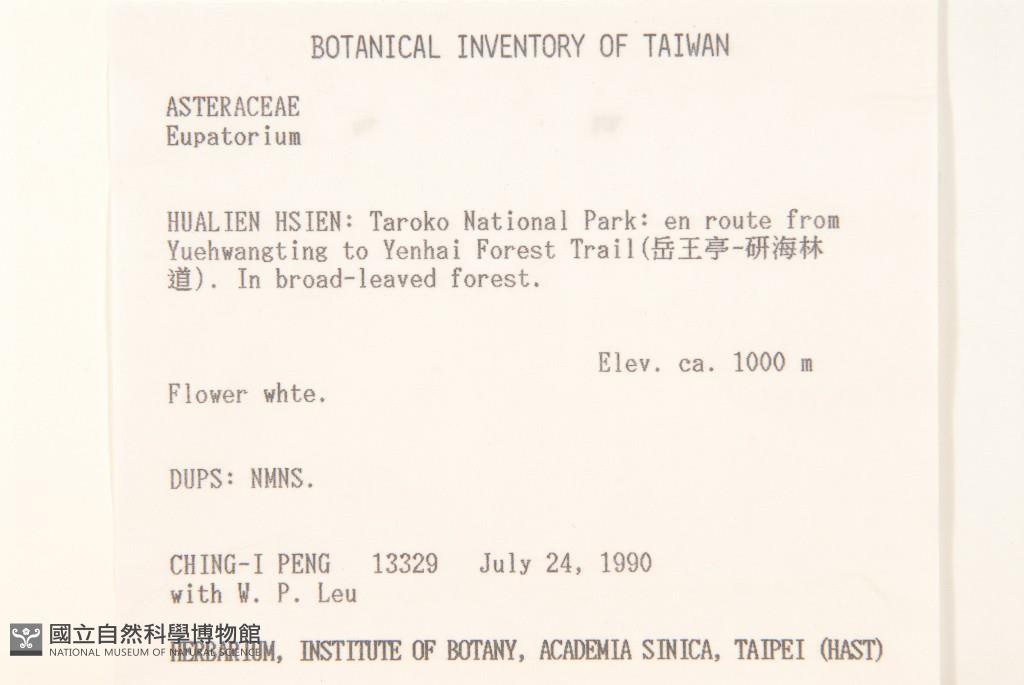 BOTANICAL INVENTORY OF TAIWAN
ASTERACEAE
Eupatorium
HUALIEN HSIEN: Taroko National Park: en route from
Yuehwangting to Yenhai Forest Trail(岳王亭-研海林
道). In broad-leaved forest.
Elev. ca. 1000 m
Flower whte.
DUPS: NMNS.
CHING-I PENG 13329 July 24, 1990
with W. P. Leu
國立自然科學博物館
NATIONAL MUSEUM OF NATURAL SCIENCE
HERBARIUM, INSTITUTE OF BOTANY, ACADEMIA SINICA, TAIPEI (HAST)